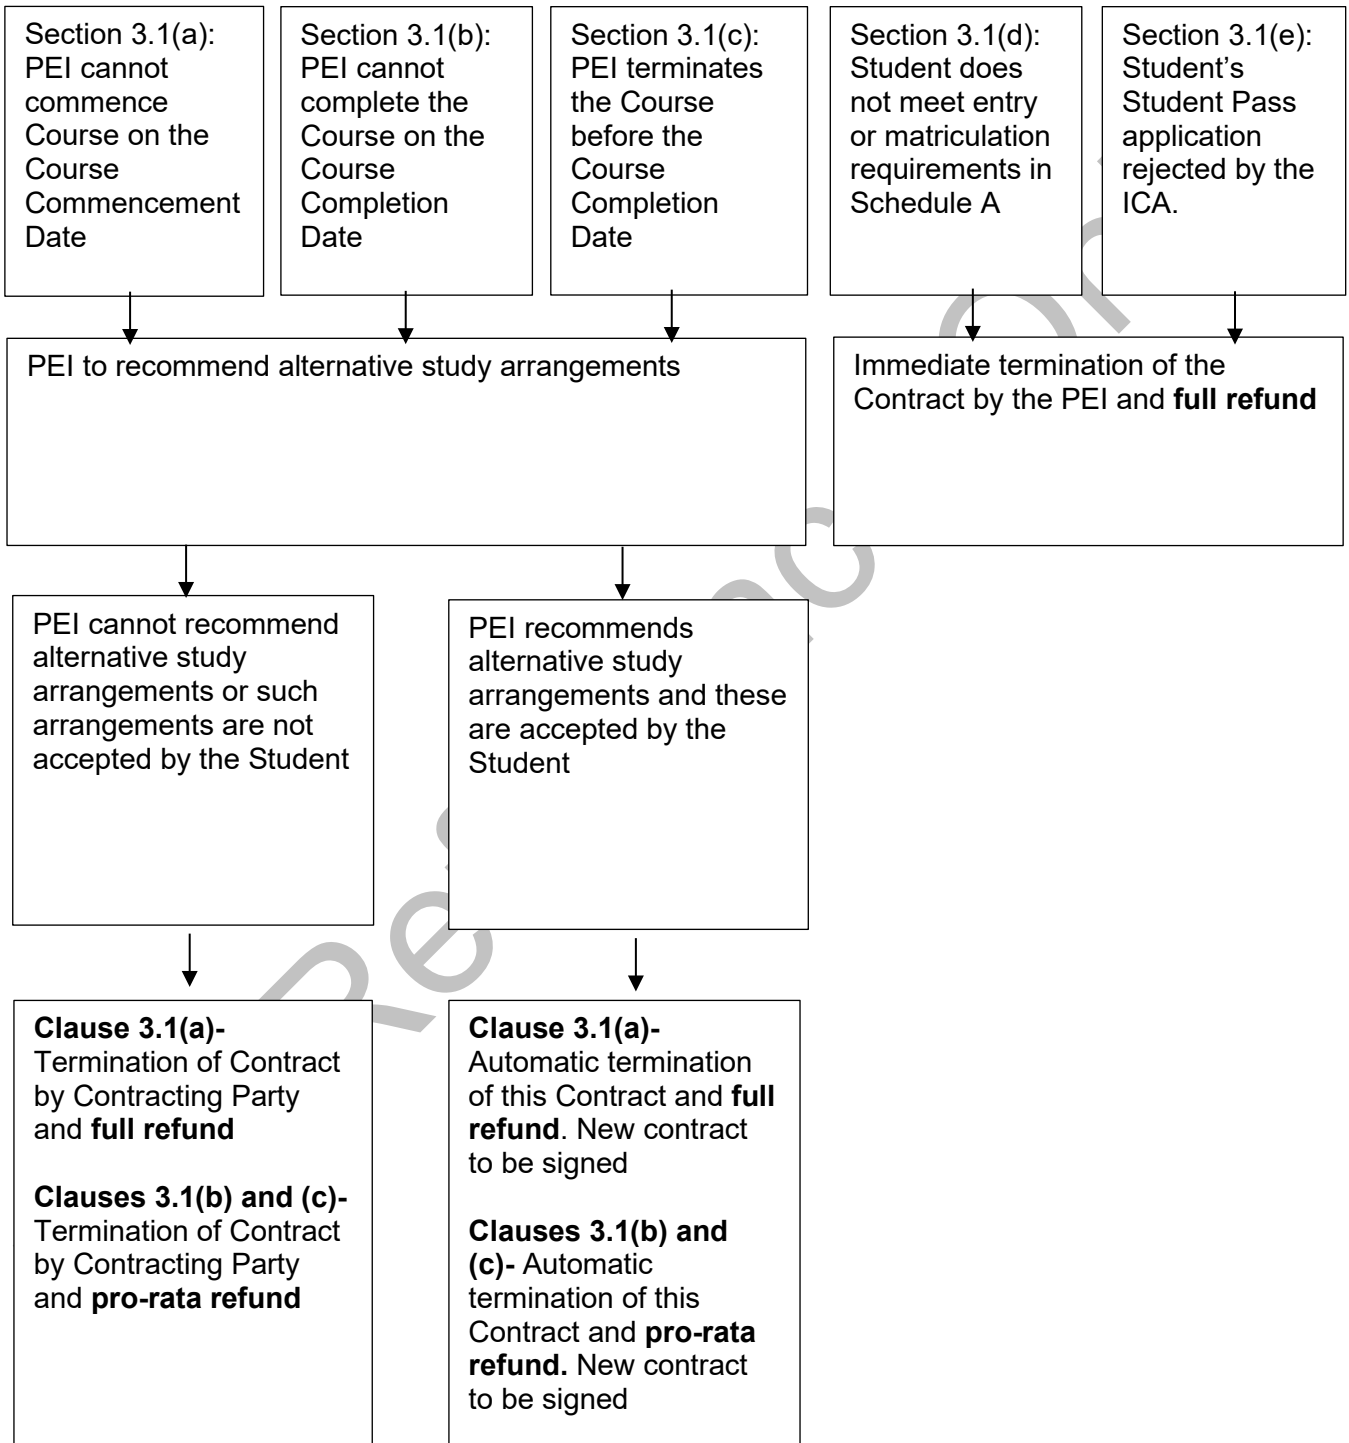 Section 3.1(a):
PEI cannot
commence
Course on the
Course
Commencement
Date
Section 3.1(b):
PEI cannot
complete the
Course on the
Course
Completion
Date
Section 3.1(c):
PEI terminates
the Course
before the
Course
Completion
Date
Section 3.1(d):
Student does
not meet entry
or matriculation
requirements in
Schedule A
Section 3.1(e):
Student’s
Student Pass
application
rejected by the
ICA.
PEI to recommend alternative study arrangements
Immediate termination of the
Contract by the PEI and full refund
PEI cannot recommend
alternative study
arrangements or such
arrangements are not
accepted by the Student
PEI recommends
alternative study
arrangements and these
are accepted by the
Student
Clause 3.1(a)-
Termination of Contract
by Contracting Party
and full refund
Clauses 3.1(b) and (c)-
Termination of Contract
by Contracting Party
and pro-rata refund
Clause 3.1(a)-
Automatic termination
of this Contract and full
refund. New contract
to be signed
Clauses 3.1(b) and
(c)- Automatic
termination of this
Contract and pro-rata
refund. New contract
to be signed